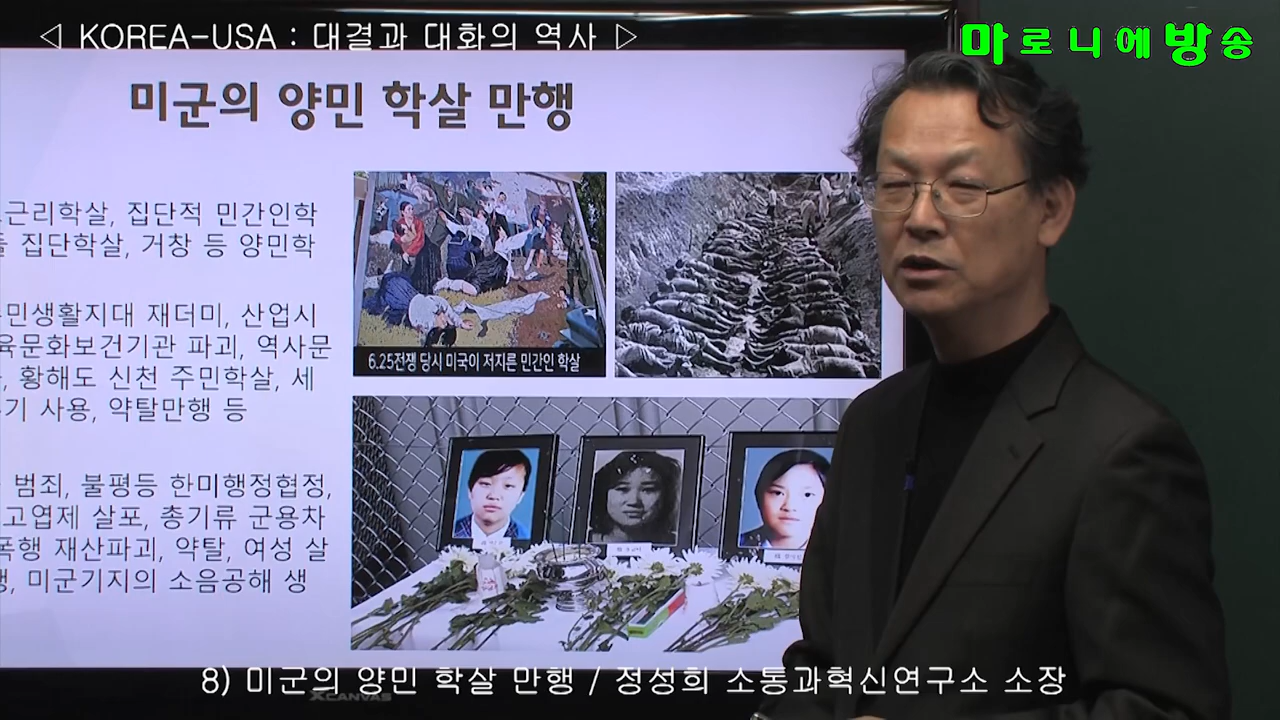 ◁ KOREA-USA : 대결과 대화의 역사 ▷
마로니에방송
미군의 양민 학살 만행
근리학살, 집단적 민간인학
집단학살, 거창 등 양민학
민생활지대 재더미, 산업시
육문화보건기관 파괴, 역사문
, 황해도 신천 주민학살, 세
기 사용, 약탈만행 등
범죄, 불평등 한미행정협정,
고엽제 살포, 총기류 군용차
폭행 재산파괴, 약탈, 여성 살
, 미군기지의 소음공해 생
6.25전쟁 당시 미국이 저지른 민간인 학살
8) 미군의 양민 학살 만행 / 정성희 소통과혁신연구소 소장
XCANVAS